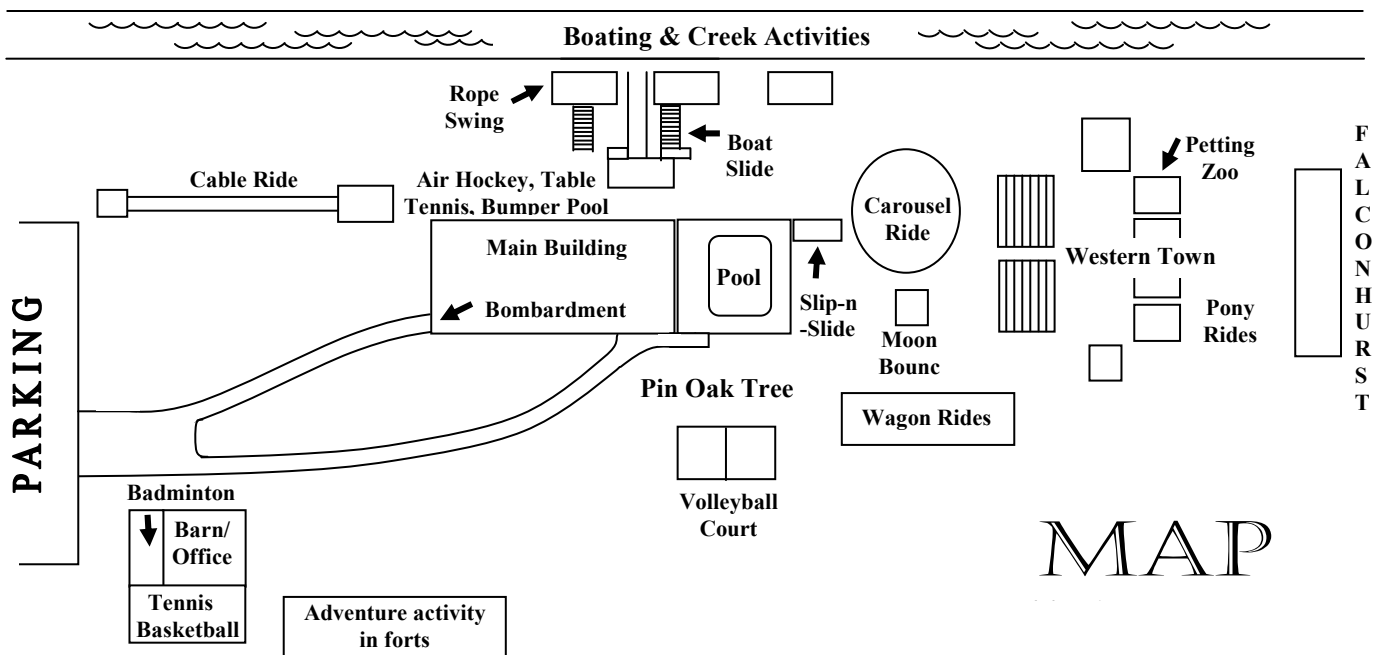 Boating & Creek Activities
Rope
Swing
Boat
Slide
Petting
Zoo
Cable Ride
Air Hockey, Table
Tennis, Bumper Pool
Carousel
Ride
Main Building
Pool
Western Town
FALCONHURST
Bombardment
Slip-n
-Slide
Pony
Rides
Moon
Bounc
PARKING
Pin Oak Tree
Wagon Rides
Badminton
Volleyball
Court
Barn/
Office
MAP
Tennis
Basketball
Adventure activity
in forts